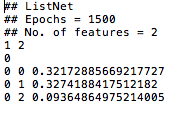 ## ListNet
## Epochs = 1500
## No. of features = 2
1 2
0
0 0 0.32172885669217727
0 1 0.3274188417512182
0 2 0.09364864975214005